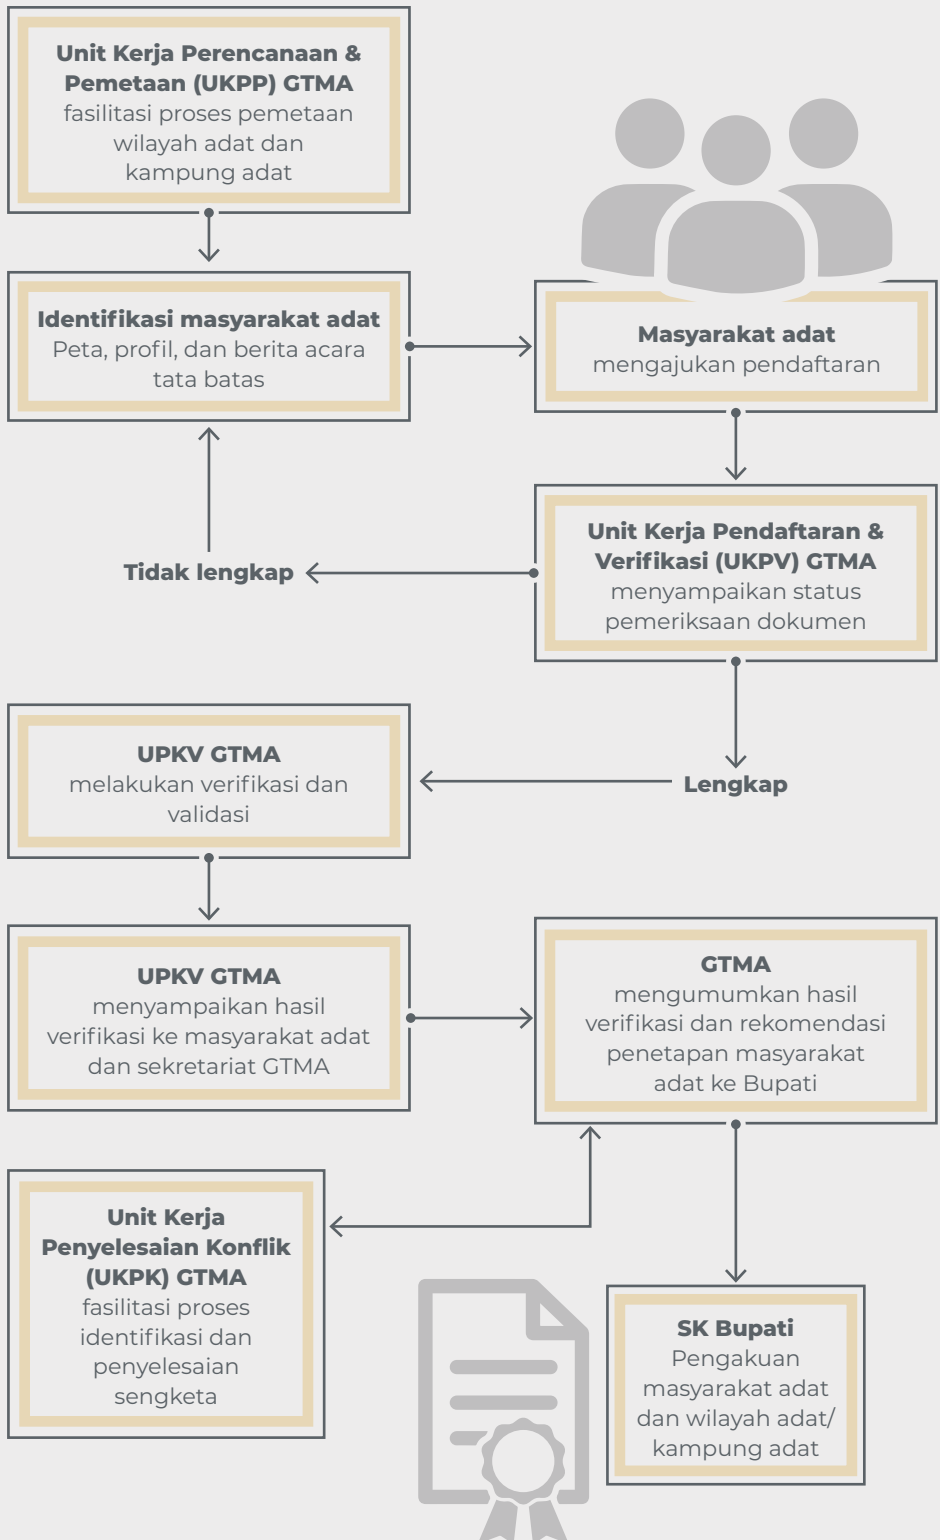 Unit Kerja Perencanaan &
Pemetaan (UKPP) GTMA
fasilitasi proses pemetaan
wilayah adat dan
kampung adat
Identifikasi masyarakat adat
Peta, profil, dan berita acara
tata batas
Masyarakat adat
mengajukan pendaftaran
Unit Kerja Pendaftaran &
Verifikasi (UKPV) GTMA
menyampaikan status
pemeriksaan dokumen
Tidak lengkap
Lengkap
UPKV GTMA
melakukan verifikasi dan
validasi
UPKV GTMA
menyampaikan hasil
verifikasi ke masyarakat adat
dan sekretariat GTMA
GTMA
mengumumkan hasil
verifikasi dan rekomendasi
penetapan masyarakat
adat ke Bupati
Unit Kerja
Penyelesaian Konflik
(UKPK) GTMA
fasilitasi proses
identifikasi dan
penyelesaian
sengketa
SK Bupati
Pengakuan
masyarakat adat
dan wilayah adat/
kampung adat